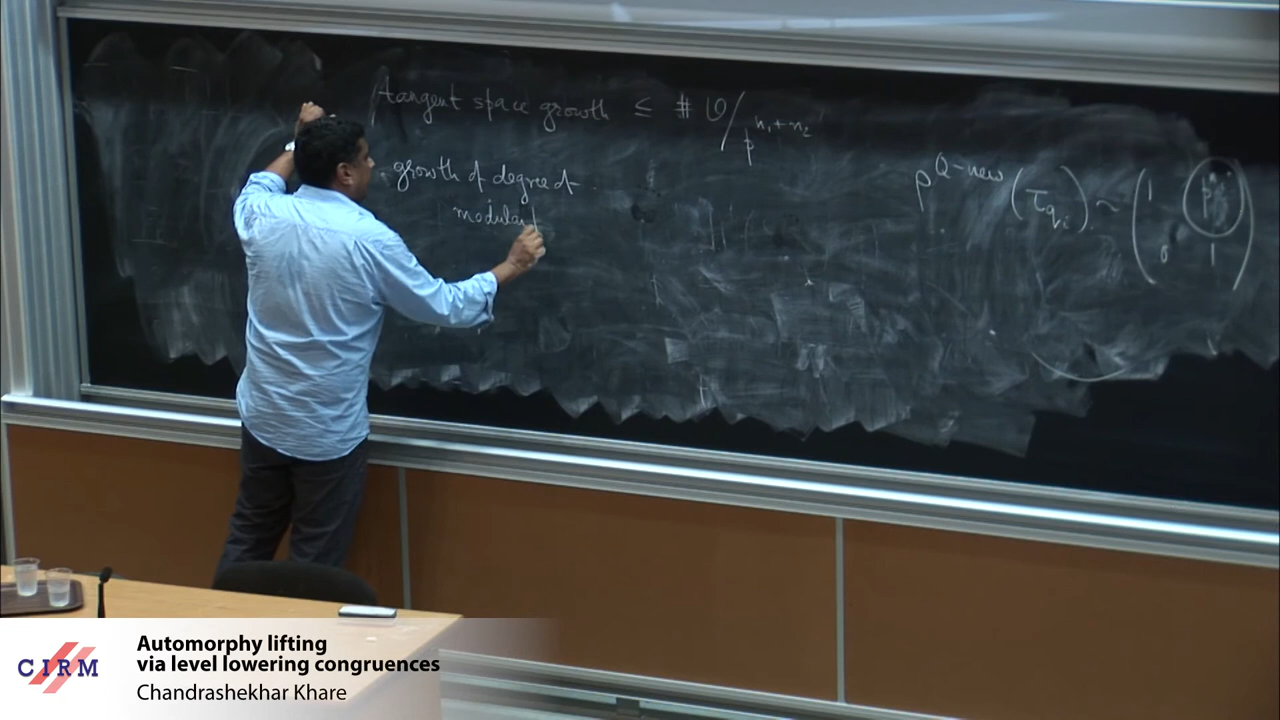 tangent space growth ≤ # O/p^{n₁+n₂}
growth of degree of
modular
ρ^{Q-new} (τ_{q_i}) ~ ( 1
0 1 )
CIRM
Automorphy lifting
via level lowering congruences
Chandrashekhar Khare